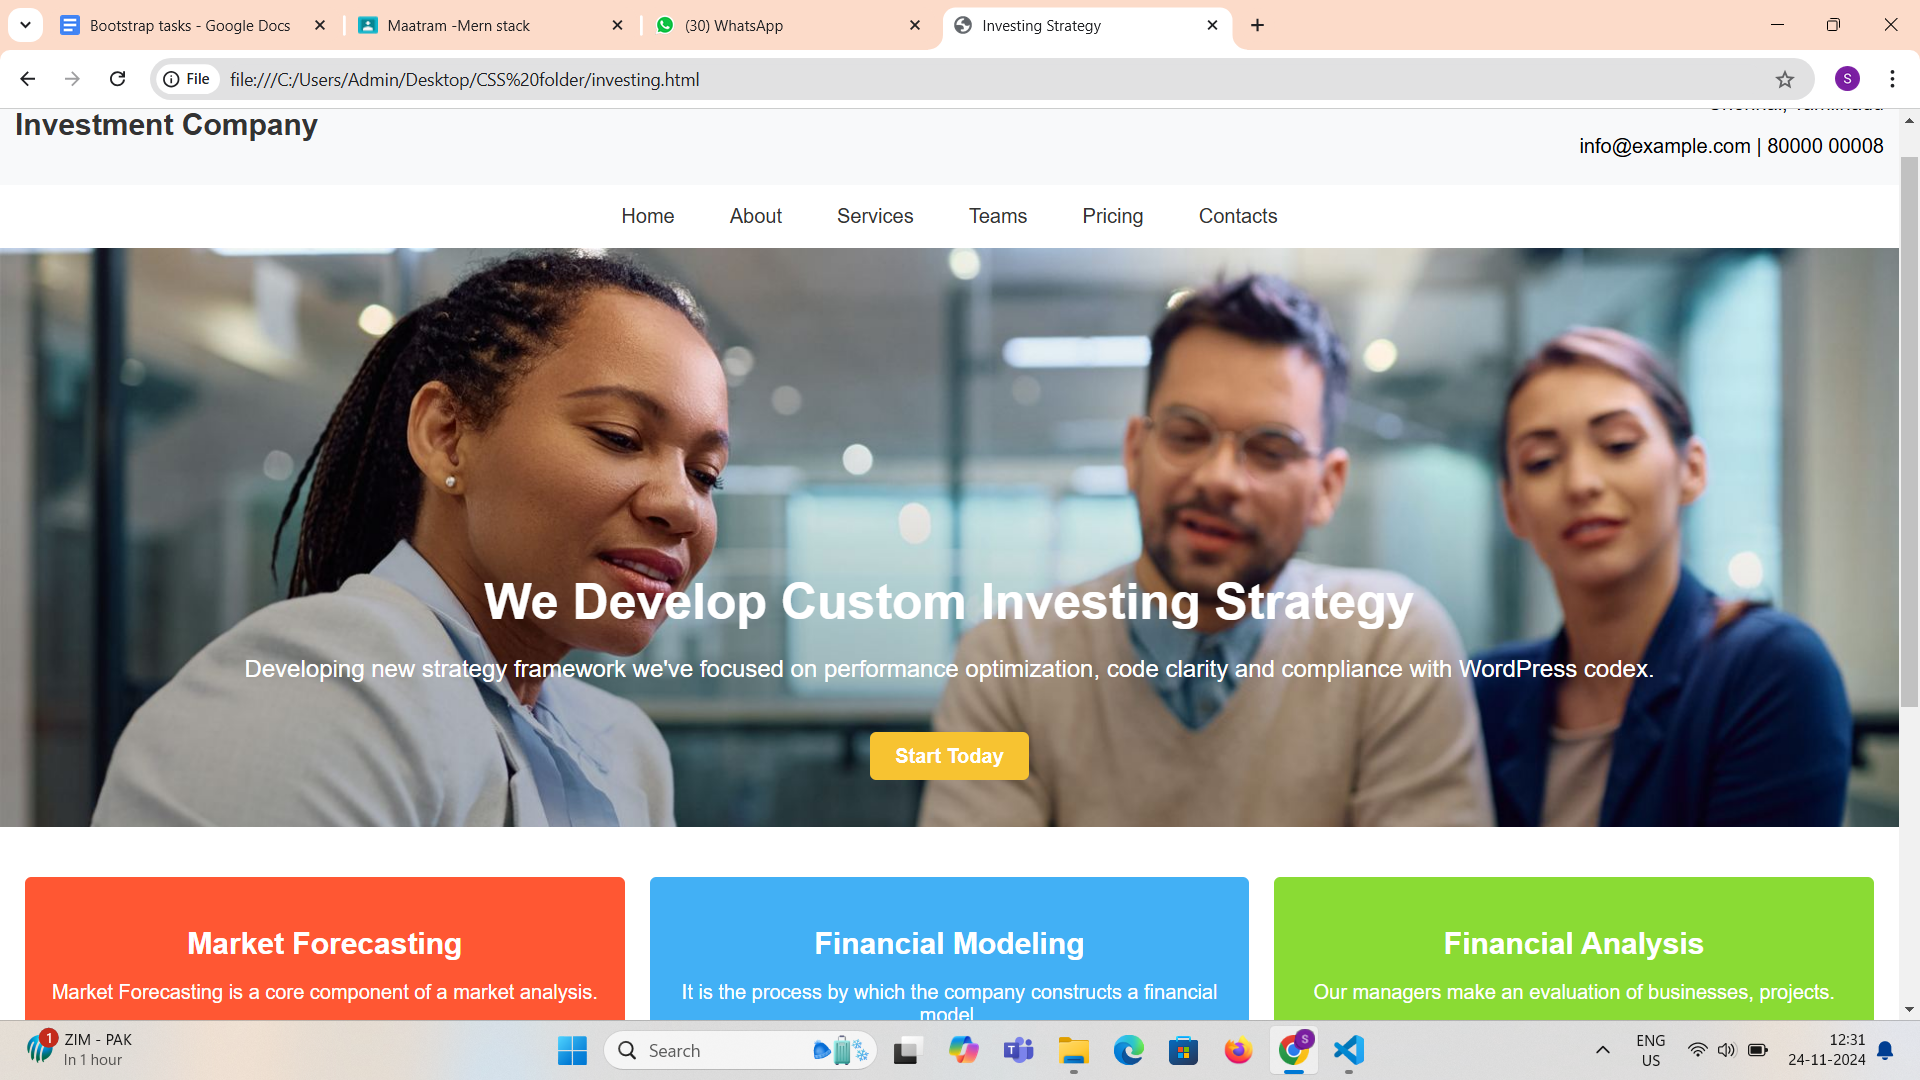 Bootstrap tasks - Google Docs
Maatram -Mern stack
(30) WhatsApp
Investing Strategy
File
file:///C:/Users/Admin/Desktop/CSS%20folder/investing.html
Investment Company
info@example.com | 80000 00008
Home About Services Teams Pricing Contacts
We Develop Custom Investing Strategy
Developing new strategy framework we've focused on performance optimization, code clarity and compliance with WordPress codex.
Start Today
Market Forecasting
Market Forecasting is a core component of a market analysis.
Financial Modeling
It is the process by which the company constructs a financial
model
Financial Analysis
Our managers make an evaluation of businesses, projects.
1
ZIM - PAK
In 1 hour
Search
S
S
ENG
US
12:31
24-11-2024